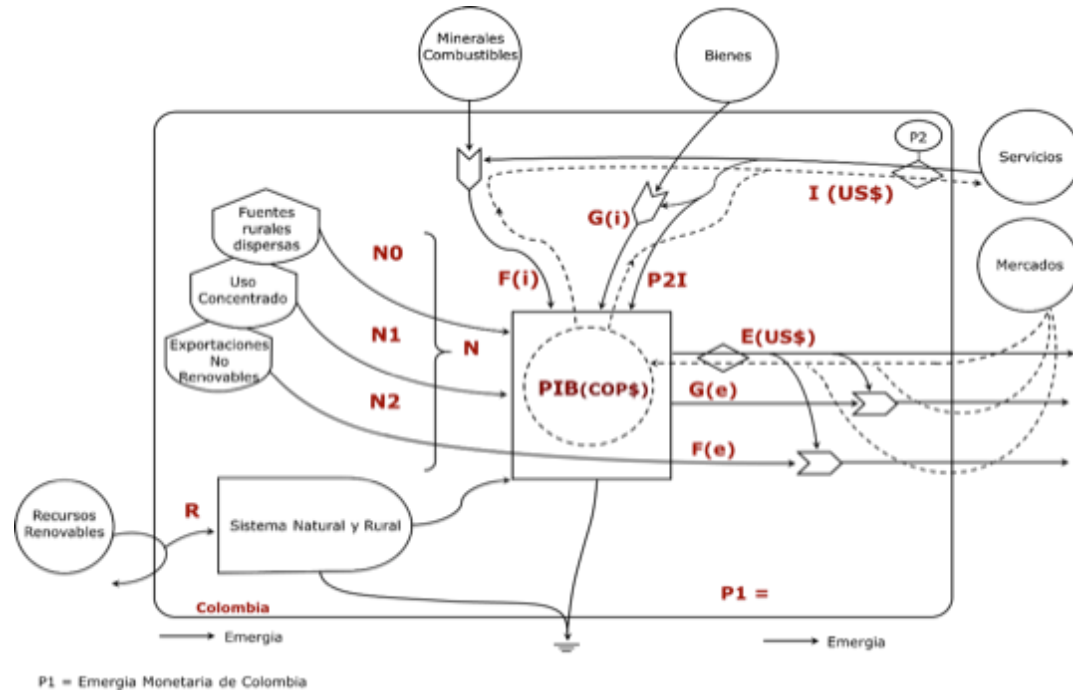 Minerales
Combustibles
Bienes
P2
Servicios
I (US$)
Fuentes
rurales
dispersas
N0
G(i)
F(i)
P2I
Mercados
Uso
Concentrado
N1
N
E(US$)
Exportaciones
No
Renovables
N2
PIB(COP$)
G(e)
F(e)
Recursos
Renovables
R
Sistema Natural y Rural
P1 =
Colombia
Emergia
Emergia
P1 = Emergia Monetaria de Colombia